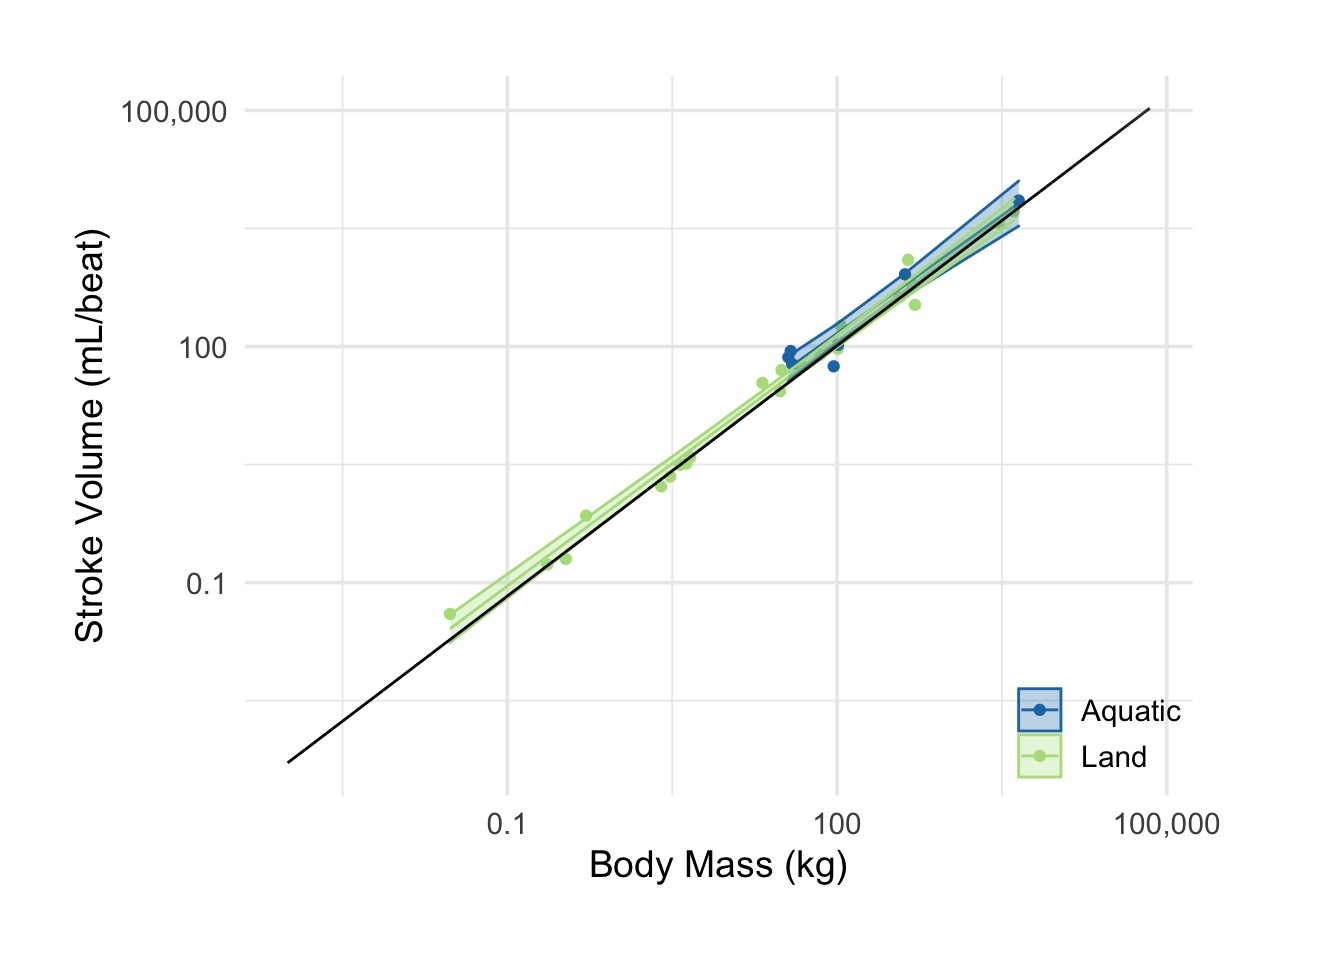 100,000
100
0.1
Stroke Volume (mL/beat)
Aquatic
Land
0.1
100
100,000
Body Mass (kg)